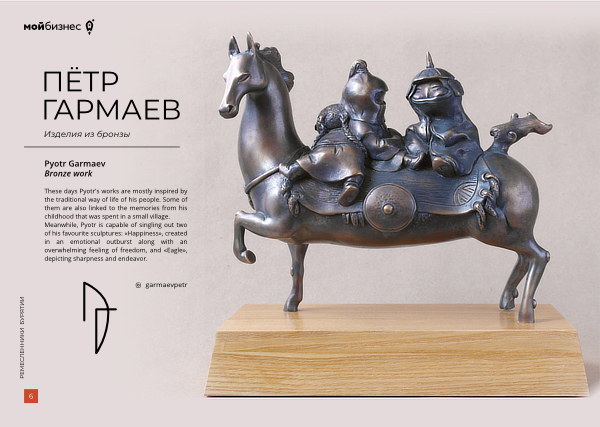 мойбизнес
ПЁТР
ГАРМАЕВ
Изделия из бронзы
Pyotr Garmaev
Bronze work
These days Pyotr's works are mostly inspired by
the traditional way of life of his people. Some of
them are also linked to the memories from his
childhood that was spent in a small village.
Meanwhile, Pyotr is capable of singling out two
of his favourite sculptures: «Happiness», created
in an emotional outburst along with an
overwhelming feeling of freedom, and «Eagle»,
depicting sharpness and endeavor.
garmaevpetr
РЕМЕСЛЕННИКИ БУРЯТИИ
6